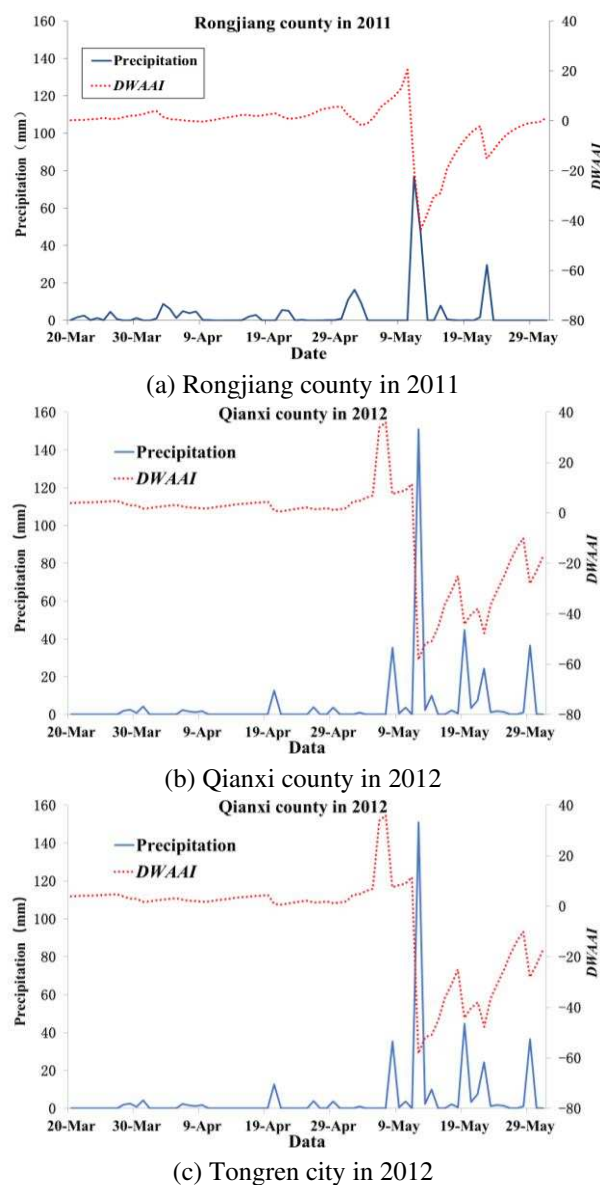 Rongjiang county in 2011
Precipitation
DWAAI
160
140
120
100
80
60
40
20
0
40
20
0
-20
-40
-60
-80
Precipitation (mm)
DWAAI
20-Mar 30-Mar 9-Apr 19-Apr 29-Apr 9-May 19-May 29-May
Date
(a) Rongjiang county in 2011
Qianxi county in 2012
Precipitation
DWAAI
160
140
120
100
80
60
40
20
0
40
20
0
-20
-40
-60
-80
Precipitation (mm)
DWAAI
20-Mar 30-Mar 9-Apr 19-Apr 29-Apr 9-May 19-May 29-May
Data
(b) Qianxi county in 2012
Qianxi county in 2012
Precipitation
DWAAI
160
140
120
100
80
60
40
20
0
40
20
0
-20
-40
-60
-80
Precipitation (mm)
DWAAI
20-Mar 30-Mar 9-Apr 19-Apr 29-Apr 9-May 19-May 29-May
Data
(c) Tongren city in 2012